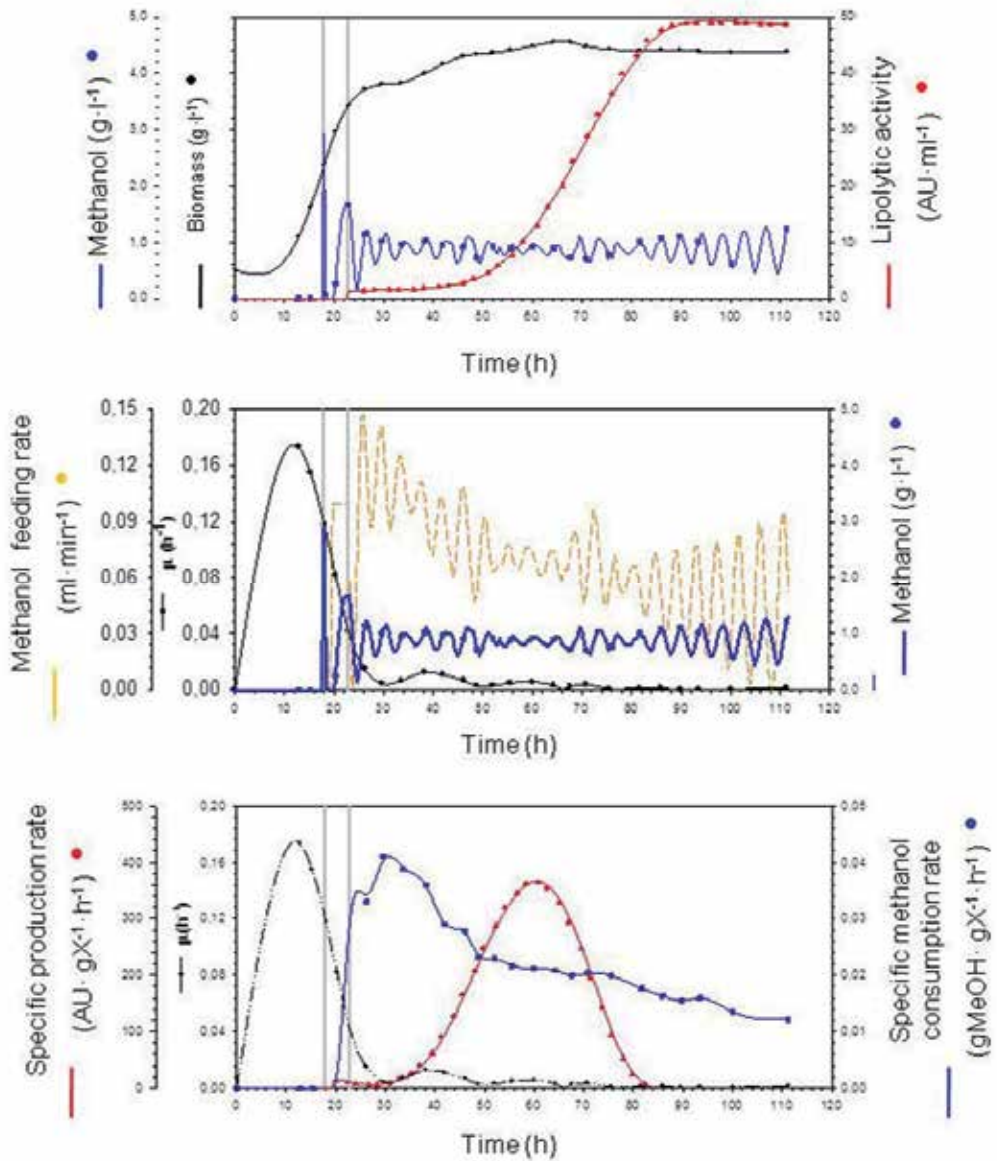 Methanol (g·l⁻¹)
Biomass (g·l⁻¹)
5.0
4.0
3.0
2.0
1.0
0.0
50
40
30
20
10
0
Lipolytic activity
(AU·ml⁻¹)
0 10 20 30 40 50 60 70 80 90 100 110 120
Time (h)
Methanol feeding rate
(ml·min⁻¹)
0.15
0.12
0.09
0.06
0.03
0.00
μ (h⁻¹)
0.20
0.16
0.12
0.08
0.04
0.00
5.0
4.0
3.0
2.0
1.0
0.0
Methanol (g·l⁻¹)
0 10 20 30 40 50 60 70 80 90 100 110 120
Time (h)
Specific production rate
(AU· gX⁻¹·h⁻¹)
500
400
300
200
100
0
μ(h⁻¹)
0.20
0.16
0.12
0.08
0.04
0.00
0.05
0.04
0.03
0.02
0.01
0.00
Specific methanol
consumption rate
(gMeOH· gX⁻¹·h⁻¹)
0 10 20 30 40 50 60 70 80 90 100 110 120
Time (h)